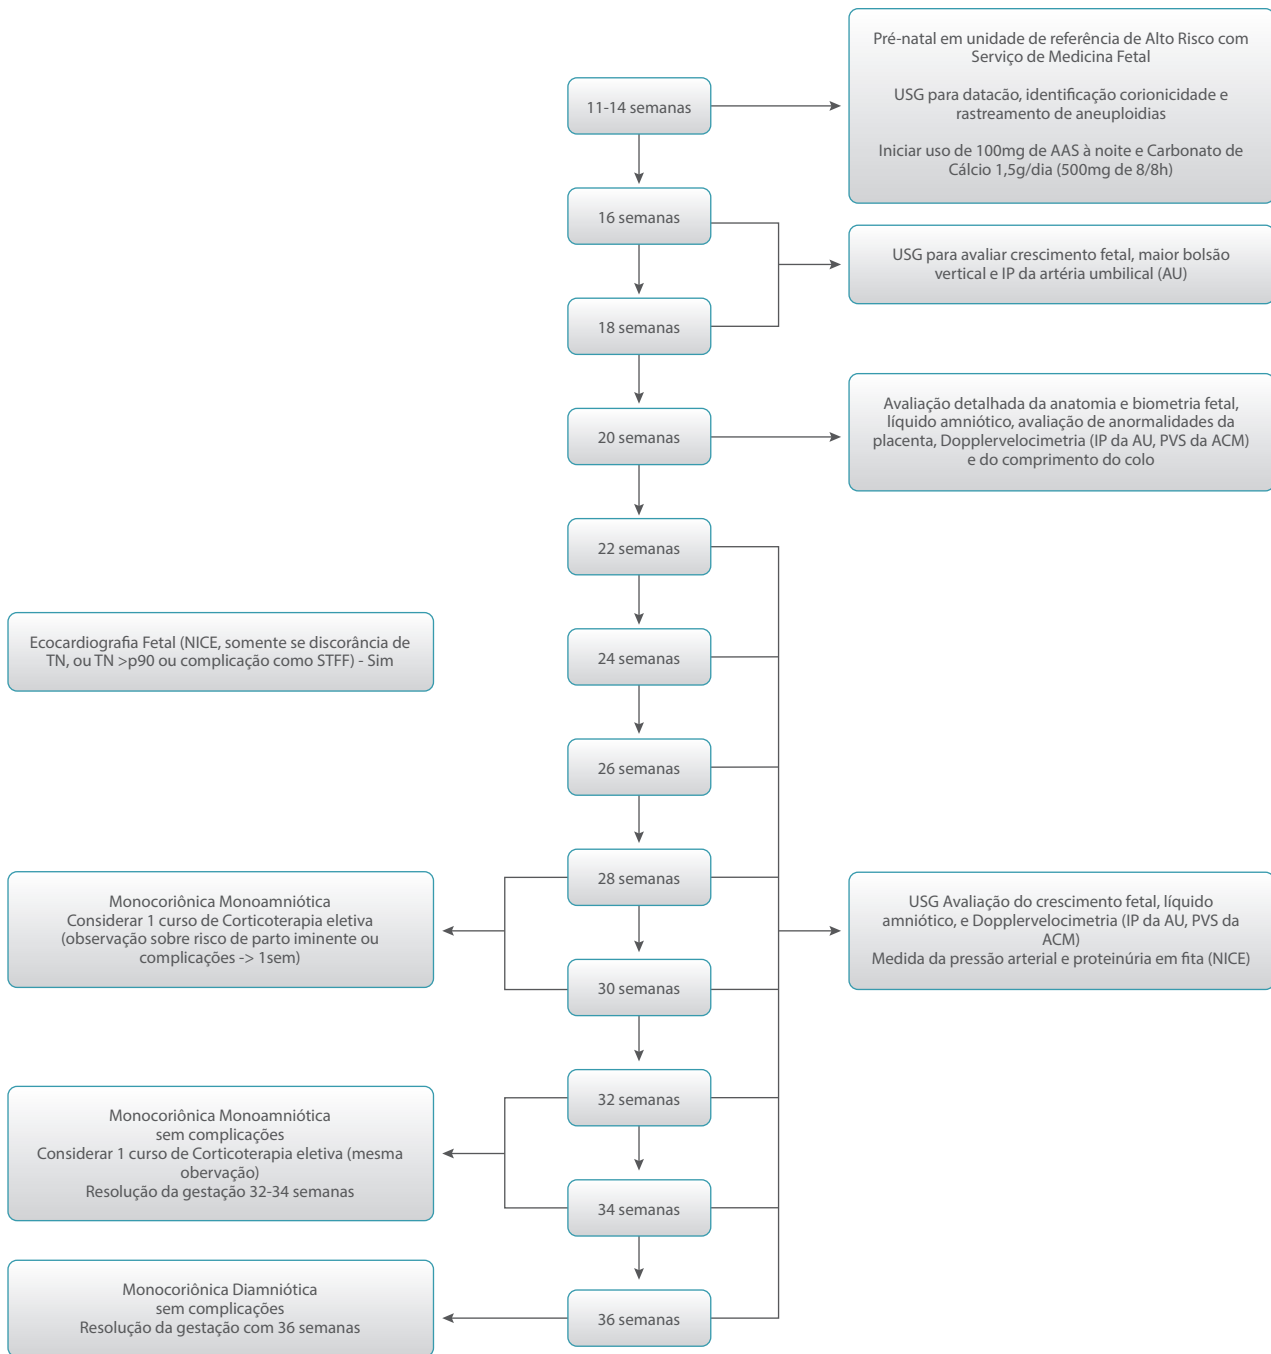 11-14 semanas
Pré-natal em unidade de referência de Alto Risco com
Serviço de Medicina Fetal
USG para datacão, identificação corionicidade e
rastreamento de aneuploidias
Iniciar uso de 100mg de AAS à noite e Carbonato de
Cálcio 1,5g/dia (500mg de 8/8h)
16 semanas
USG para avaliar crescimento fetal, maior bolsão
vertical e IP da artéria umbilical (AU)
18 semanas
20 semanas
Avaliação detalhada da anatomia e biometria fetal,
líquido amniótico, avaliação de anormalidades da
placenta, Dopplervelocimetria (IP da AU, PVS da ACM)
e do comprimento do colo
22 semanas
Ecocardiografia Fetal (NICE, somente se discorância de
TN, ou TN >p90 ou complicação como STFF) - Sim
24 semanas
26 semanas
28 semanas
Monocoriônica Monoamniótica
Considerar 1 curso de Corticoterapia eletiva
(observação sobre risco de parto iminente ou
complicações -> 1sem)
USG Avaliação do crescimento fetal, líquido
amniótico, e Dopplervelocimetria (IP da AU, PVS da
ACM)
Medida da pressão arterial e proteinúria em fita (NICE)
30 semanas
32 semanas
Monocoriônica Monoamniótica
sem complicações
Considerar 1 curso de Corticoterapia eletiva (mesma
obervação)
Resolução da gestação 32-34 semanas
34 semanas
Monocoriônica Diamniótica
sem complicações
Resolução da gestação com 36 semanas
36 semanas